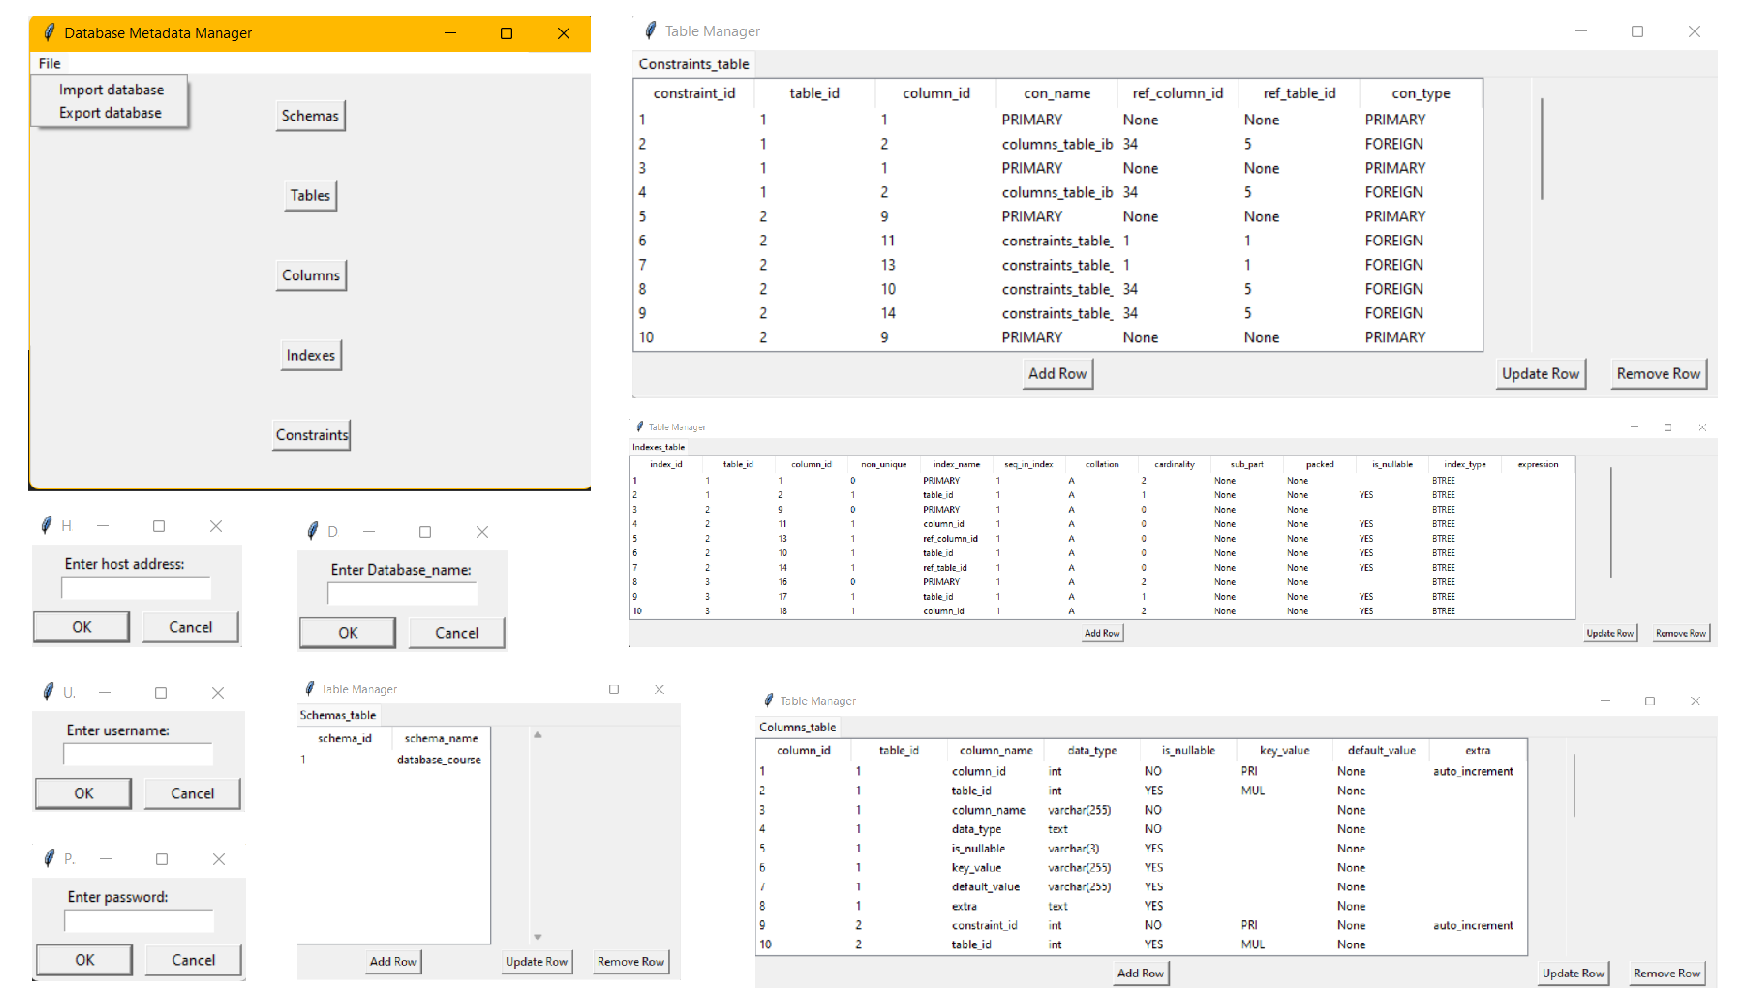 Database Metadata Manager
File
Import database
Export database
Schemas
Tables
Columns
Indexes
Constraints
Table Manager
Constraints_table
constraint_id table_id column_id con_name ref_column_id ref_table_id con_type
1 1 1 PRIMARY None None PRIMARY
2 1 2 columns_table_ib 34 5 FOREIGN
3 1 1 PRIMARY None None PRIMARY
4 1 2 columns_table_ib 34 5 FOREIGN
5 2 9 PRIMARY None None PRIMARY
6 2 11 constraints_table_ 1 1 FOREIGN
7 2 13 constraints_table_ 1 1 FOREIGN
8 2 10 constraints_table_ 34 5 FOREIGN
9 2 14 constraints_table_ 34 5 FOREIGN
10 2 9 PRIMARY None None PRIMARY
Add Row Update Row Remove Row
Table Manager
Indexes_table
index_id table_id column_id non_unique index_name seq_in_index collation cardinality sub_part packed is_nullable index_type expression
1 1 1 0 PRIMARY 1 A 2 None None BTREE
2 1 2 1 table_id 1 A 1 None None YES BTREE
3 2 9 0 PRIMARY 1 A 0 None None BTREE
4 2 11 1 column_id 1 A 0 None None YES BTREE
5 2 13 1 ref_column_id 1 A 0 None None YES BTREE
6 2 10 1 table_id 1 A 0 None None YES BTREE
7 2 14 1 ref_table_id 1 A 0 None None YES BTREE
8 3 16 0 PRIMARY 1 A 2 None None BTREE
9 3 17 1 table_id 1 A 1 None None YES BTREE
10 3 18 1 column_id 1 A 2 None None YES BTREE
Add Row Update Row Remove Row
H
Enter host address:
OK Cancel
D
Enter Database_name:
OK Cancel
U.
Enter username:
OK Cancel
P.
Enter password:
OK Cancel
Table Manager
Schemas_table
schema_id schema_name
1 database_course
Add Row Update Row Remove Row
Table Manager
Columns_table
column_id table_id column_name data_type is_nullable key_value default_value extra
1 1 column_id int NO PRI None auto_increment
2 1 table_id int YES MUL None
3 1 column_name varchar(255) NO None
4 1 data_type text NO None
5 1 is_nullable varchar(3) YES None
6 1 key_value varchar(255) YES None
7 1 default_value varchar(255) YES None
8 1 extra text YES None
9 2 constraint_id int NO PRI None auto_increment
10 2 table_id int YES MUL None
Add Row Update Row Remove Row